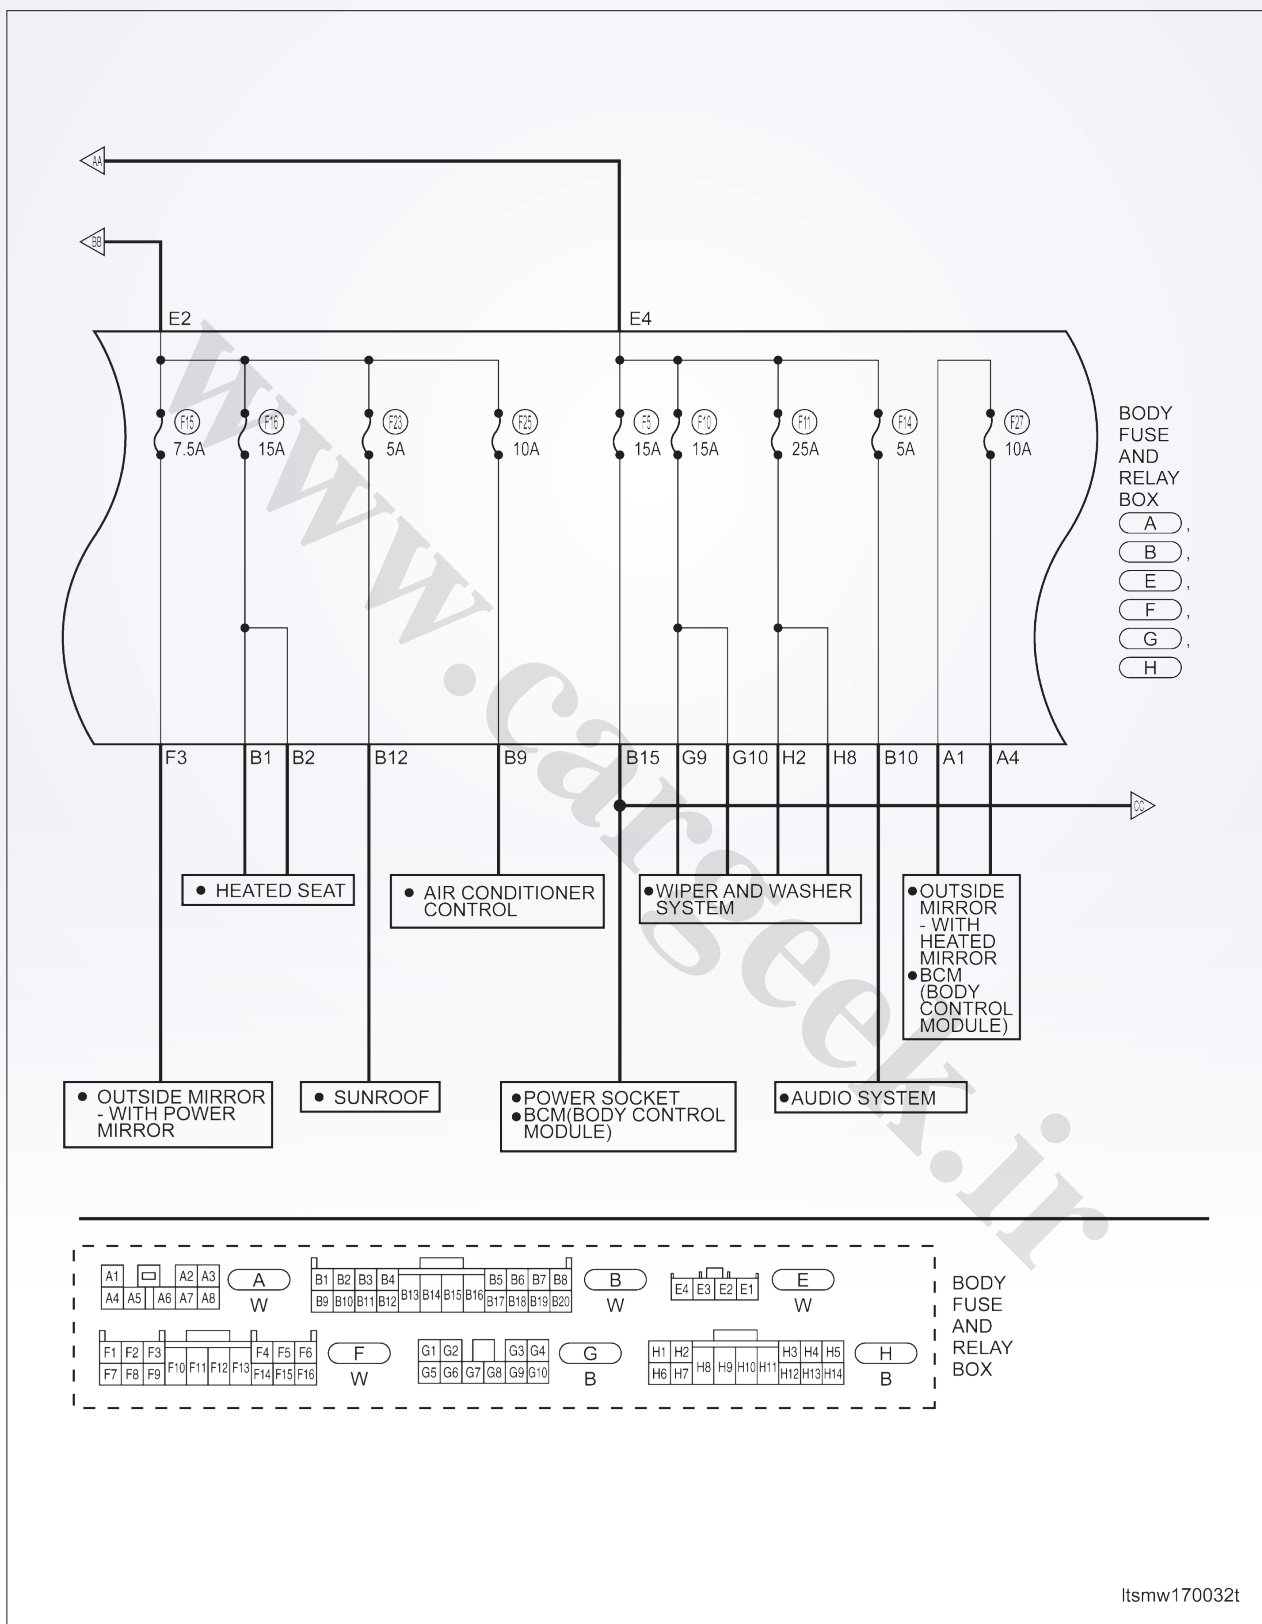 AA
BB
E2
E4
F15
7.5A
F16
15A
F23
5A
F25
10A
F5
15A
F10
15A
F11
25A
F14
5A
F27
10A
BODY
FUSE
AND
RELAY
BOX
A ,
B ,
E ,
F ,
G ,
H
F3 B1 B2 B12 B9 B15 G9 G10 H2 H8 B10 A1 A4
CC
● HEATED SEAT
● AIR CONDITIONER
CONTROL
●WIPER AND WASHER
SYSTEM
●OUTSIDE
MIRROR
- WITH
HEATED
MIRROR
●BCM
(BODY
CONTROL
MODULE)
● OUTSIDE MIRROR
- WITH POWER
MIRROR
● SUNROOF
●POWER SOCKET
●BCM(BODY CONTROL
MODULE)
●AUDIO SYSTEM
www.cargeek.ir
A1 A2 A3
A4 A5 A6 A7 A8
A
W
B1 B2 B3 B4 B5 B6 B7 B8
B13 B14 B15 B16
B9 B10 B11 B12 B17 B18 B19 B20
B
W
E4 E3 E2 E1
E
W
F1 F2 F3 F4 F5 F6
F10 F11 F12 F13
F7 F8 F9 F14 F15 F16
F
W
G1 G2 G3 G4
G5 G6 G7 G8 G9 G10
G
B
H1 H2 H3 H4 H5
H8 H9 H10 H11
H6 H7 H12 H13 H14
H
B
BODY
FUSE
AND
RELAY
BOX
ltsmw170032t